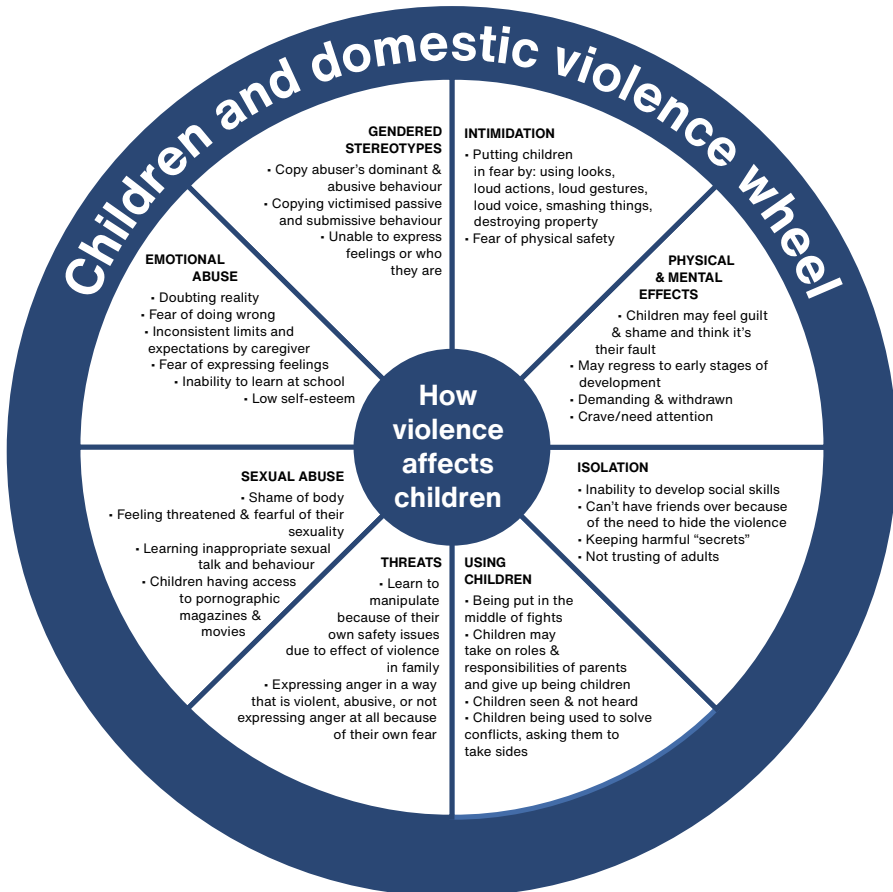 Children and domestic violence wheel
How
violence
affects
children
INTIMIDATION
• Putting children
in fear by: using looks,
loud actions, loud gestures,
loud voice, smashing things,
destroying property
• Fear of physical safety
PHYSICAL
& MENTAL
EFFECTS
• Children may feel guilt
& shame and think it’s
their fault
• May regress to early stages of
development
• Demanding & withdrawn
• Crave/need attention
ISOLATION
• Inability to develop social skills
• Can’t have friends over because
of the need to hide the violence
• Keeping harmful “secrets”
• Not trusting of adults
USING
CHILDREN
• Being put in the
middle of fights
• Children may
take on roles &
responsibilities of parents
and give up being children
• Children seen & not heard
• Children being used to solve
conflicts, asking them to
take sides
THREATS
• Learn to
manipulate
because of their
own safety issues
due to effect of violence
in family
• Expressing anger in a way
that is violent, abusive, or not
expressing anger at all because
of their own fear
SEXUAL ABUSE
• Shame of body
• Feeling threatened & fearful of their
sexuality
• Learning inappropriate sexual
talk and behaviour
• Children having access
to pornographic
magazines &
movies
EMOTIONAL
ABUSE
• Doubting reality
• Fear of doing wrong
• Inconsistent limits and
expectations by caregiver
• Fear of expressing feelings
• Inability to learn at school
• Low self-esteem
GENDERED
STEREOTYPES
• Copy abuser’s dominant &
abusive behaviour
• Copying victimised passive
and submissive behaviour
• Unable to express
feelings or who
they are